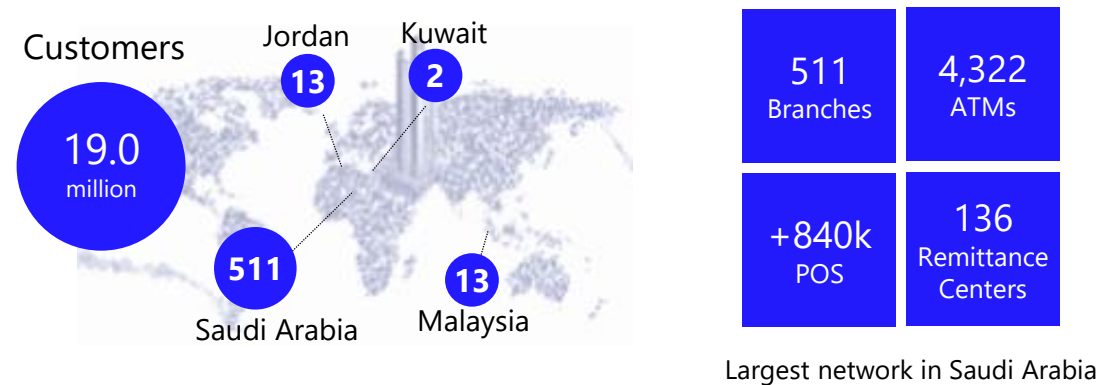 Customers
19.0
million
Jordan
13
Kuwait
2
511
Saudi Arabia
13
Malaysia
511
Branches
4,322
ATMs
+840k
POS
136
Remittance
Centers
Largest network in Saudi Arabia